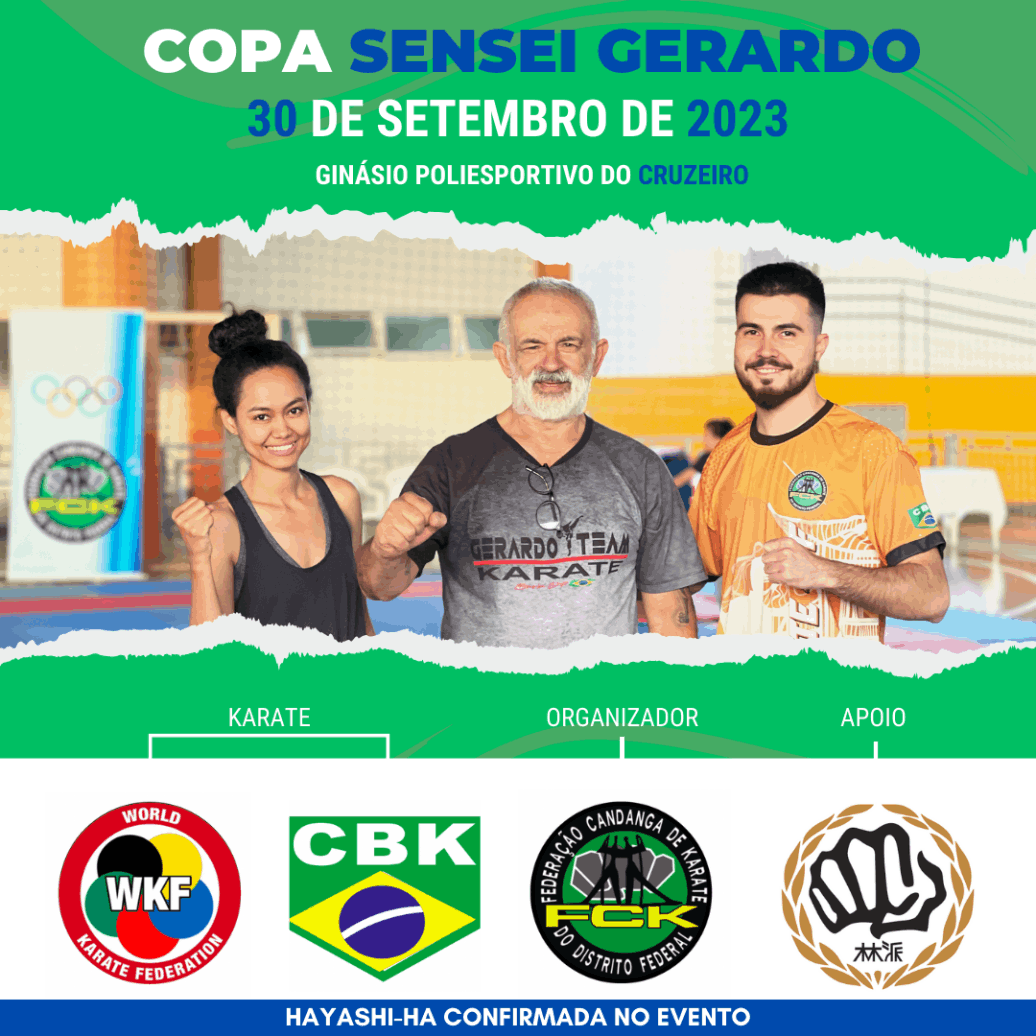 COPA SENSEI GERARDO
30 DE SETEMBRO DE 2023
GINÁSIO POLIESPORTIVO DO CRUZEIRO
FCK
GERARDO TEAM
KARATE
CBK
KARATE
ORGANIZADOR
APOIO
WORLD
WKF
KARATE FEDERATION
CBK
FEDERAÇÃO CANDANGA DE KARATE
FCK
DO DISTRITO FEDERAL
林派
HAYASHI-HA CONFIRMADA NO EVENTO